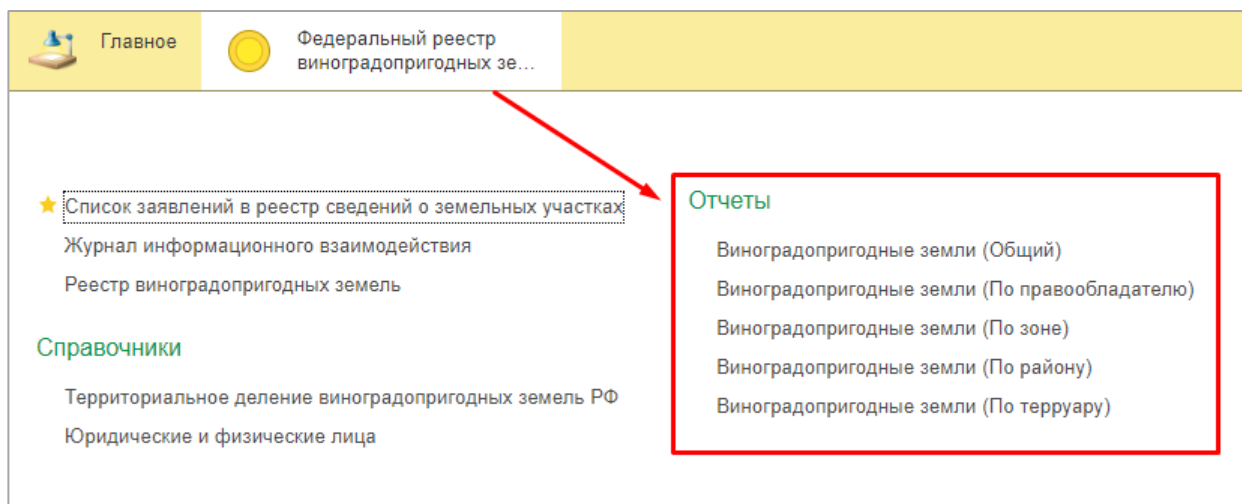 Главное
Федеральный реестр
виноградопригодных зе...
Список заявлений в реестр сведений о земельных участках
Журнал информационного взаимодействия
Реестр виноградопригодных земель
Справочники
Территориальное деление виноградопригодных земель РФ
Юридические и физические лица
Отчеты
Виноградопригодные земли (Общий)
Виноградопригодные земли (По правообладателю)
Виноградопригодные земли (По зоне)
Виноградопригодные земли (По району)
Виноградопригодные земли (По терруару)